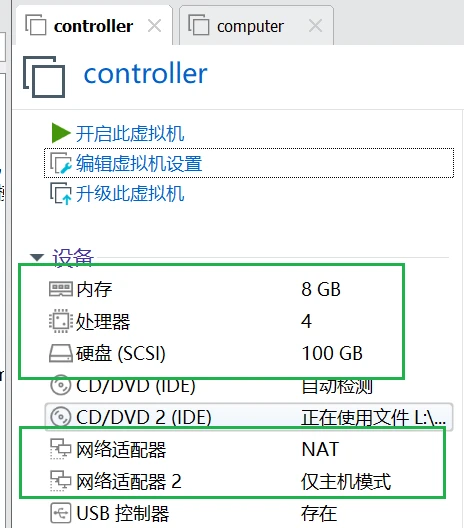 controller
computer
controller
开启此虚拟机
编辑虚拟机设置
升级此虚拟机
设备
内存 8 GB
处理器 4
硬盘 (SCSI) 100 GB
CD/DVD (IDE) 自动检测
CD/DVD 2 (IDE) 正在使用文件 L:\...
网络适配器 NAT
网络适配器 2 仅主机模式
USB 控制器 存在